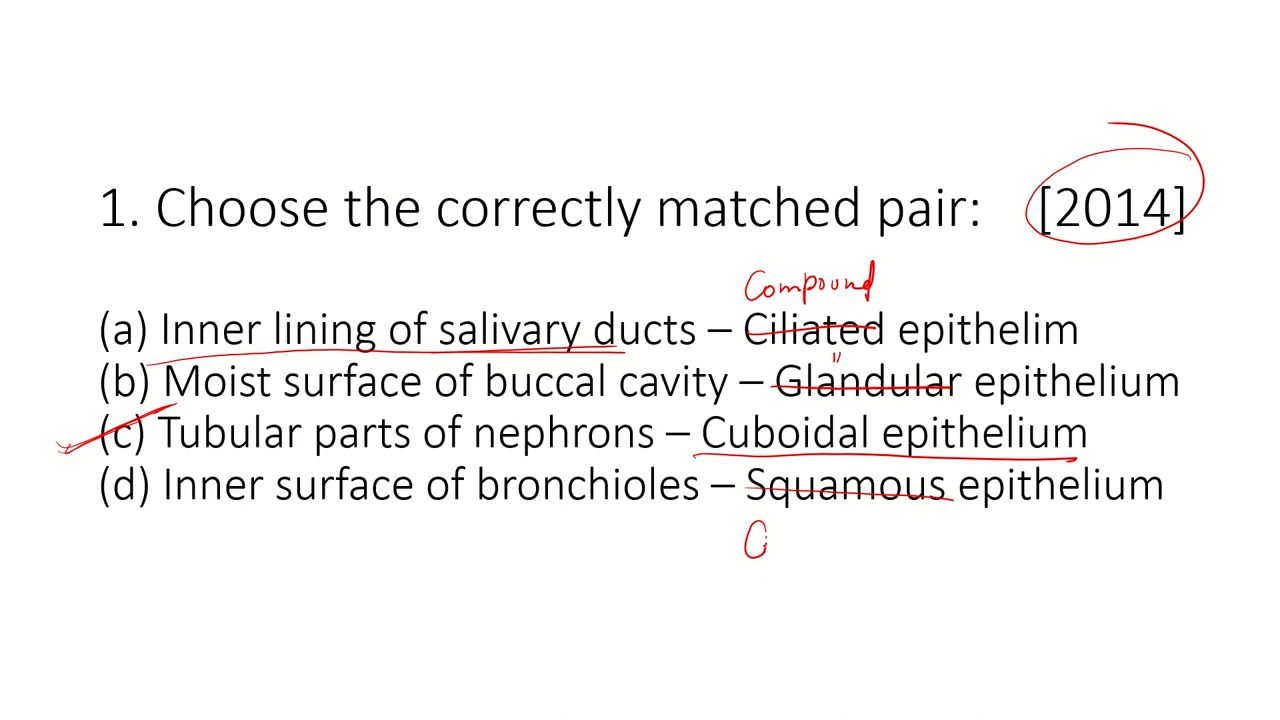 1. Choose the correctly matched pair: [2014]
Compound
(a) Inner lining of salivary ducts – Ciliated epithelim
"
(b) Moist surface of buccal cavity – Glandular epithelium
(c) Tubular parts of nephrons – Cuboidal epithelium
(d) Inner surface of bronchioles – Squamous epithelium